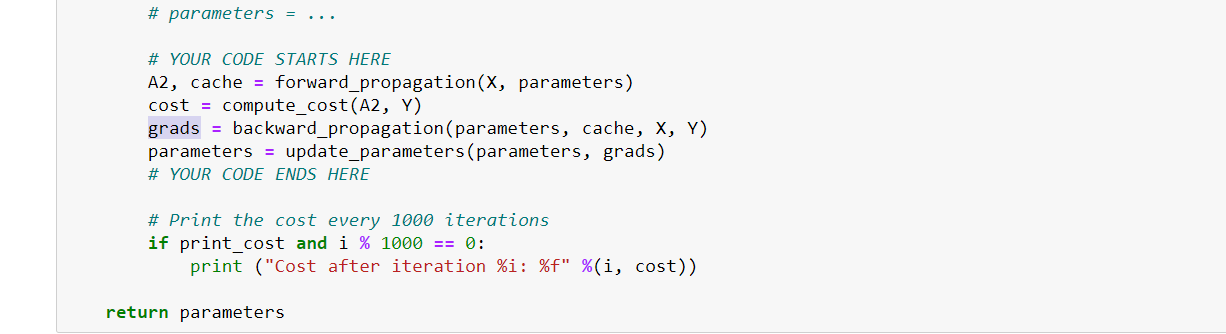 # parameters = ...
# YOUR CODE STARTS HERE
A2, cache = forward_propagation(X, parameters)
cost = compute_cost(A2, Y)
grads = backward_propagation(parameters, cache, X, Y)
parameters = update_parameters(parameters, grads)
# YOUR CODE ENDS HERE
# Print the cost every 1000 iterations
if print_cost and i % 1000 == 0:
print ("Cost after iteration %i: %f" %(i, cost))
return parameters